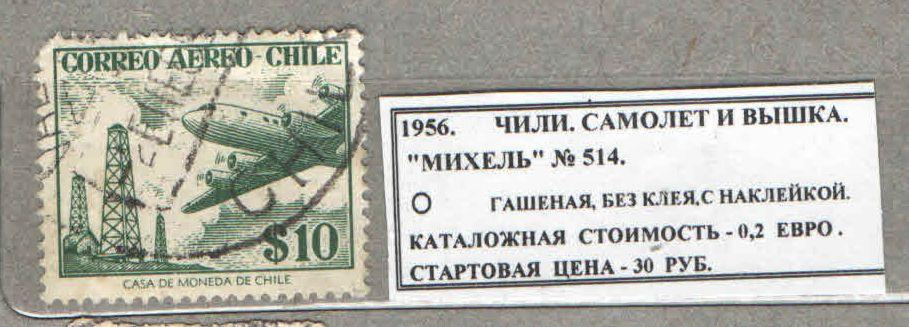 CORREO AEREO - CHILE
$10
CASA DE MONEDA DE CHILE
1956. ЧИЛИ. САМОЛЕТ И ВЫШКА.
"МИХЕЛЬ" № 514.
О ГАШЕНАЯ, БЕЗ КЛЕЯ, С НАКЛЕЙКОЙ.
КАТАЛОЖНАЯ СТОИМОСТЬ - 0,2 ЕВРО .
СТАРТОВАЯ ЦЕНА - 30 РУБ.